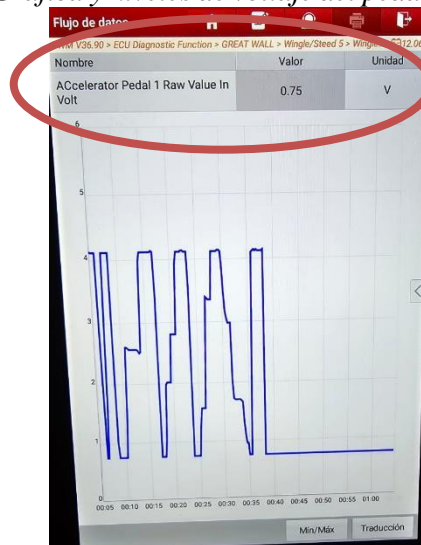 Flujo de datos
V36.90 > ECU Diagnostic Function > GREAT WALL > Wingle/Steed 5 >
Nombre Valor Unidad
ACcelerator Pedal 1 Raw Value In
Volt
0.75 V
6
5
4
3
2
1
0
00:05 00:10 00:15 00:20 00:25 00:30 00:35 00:40 00:45 00:50 00:55 01:00
Min/Máx Traducción